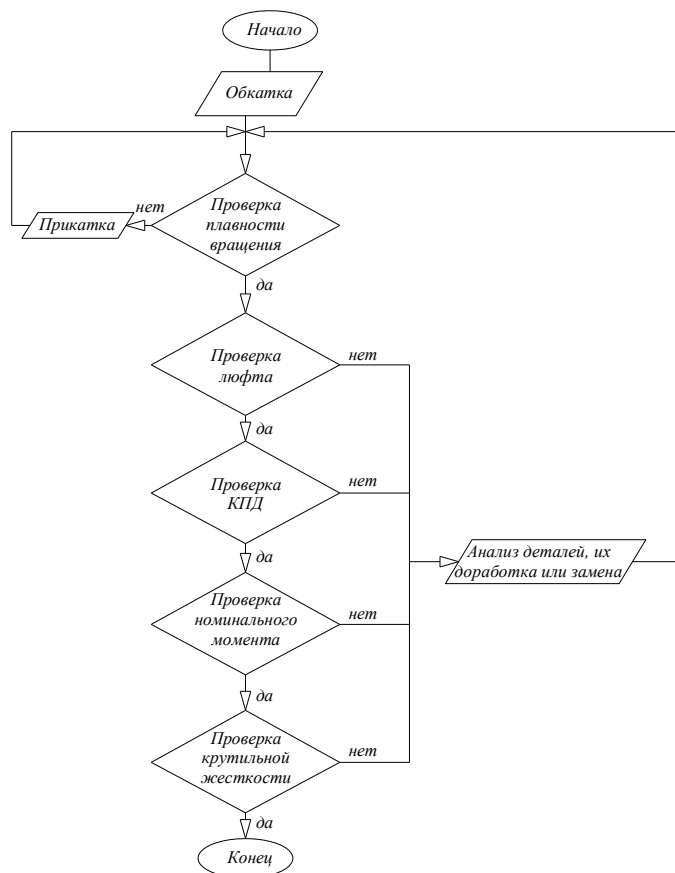 Начало
Обкатка
нет
Прикатка
Проверка
плавности
вращения
да
Проверка
люфта
нет
да
Проверка
КПД
нет
да
Анализ деталей, их
доработка или замена
Проверка
номинального
момента
нет
да
Проверка
крутильной
жесткости
нет
да
Конец